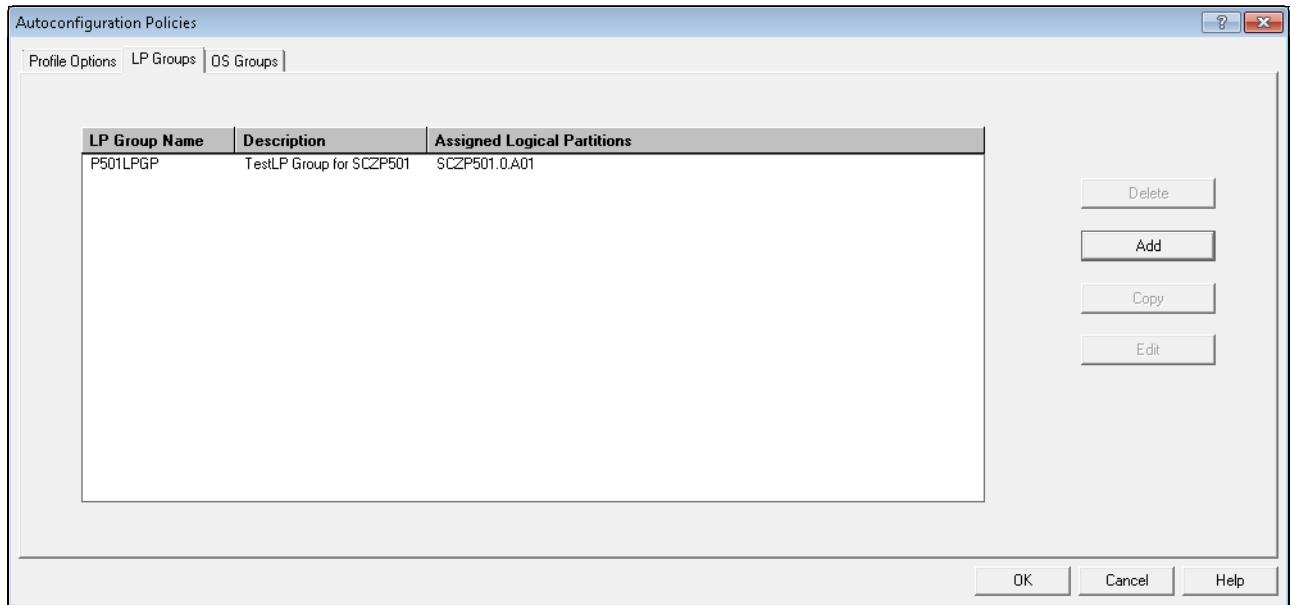 Autoconfiguration Policies
Profile Options LP Groups OS Groups
LP Group Name Description Assigned Logical Partitions
P501LPGP TestLP Group for SCZP501 SCZP501.0.A01
Delete
Add
Copy
Edit
OK Cancel Help